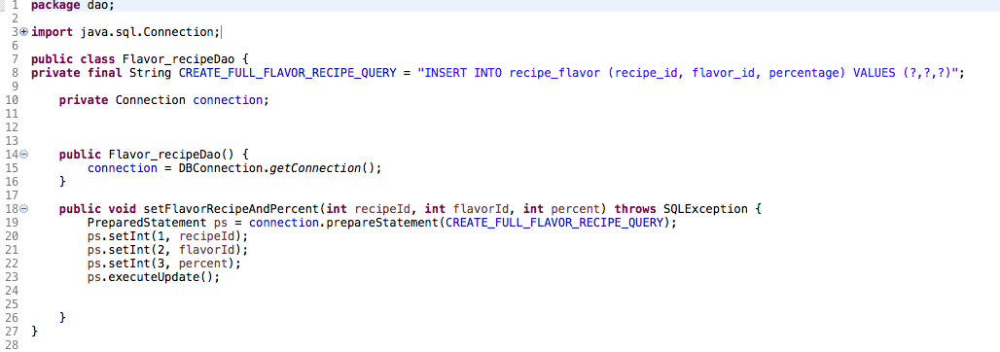 1 package dao;
2
3 import java.sql.Connection;
6
7 public class Flavor_recipeDao {
8 private final String CREATE_FULL_FLAVOR_RECIPE_QUERY = "INSERT INTO recipe_flavor (recipe_id, flavor_id, percentage) VALUES (?,?,?)";
9
10     private Connection connection;
11
12
13
14     public Flavor_recipeDao() {
15         connection = DBConnection.getConnection();
16     }
17
18     public void setFlavorRecipeAndPercent(int recipeId, int flavorId, int percent) throws SQLException {
19         PreparedStatement ps = connection.prepareStatement(CREATE_FULL_FLAVOR_RECIPE_QUERY);
20         ps.setInt(1, recipeId);
21         ps.setInt(2, flavorId);
22         ps.setInt(3, percent);
23         ps.executeUpdate();
24
25
26     }
27 }
28